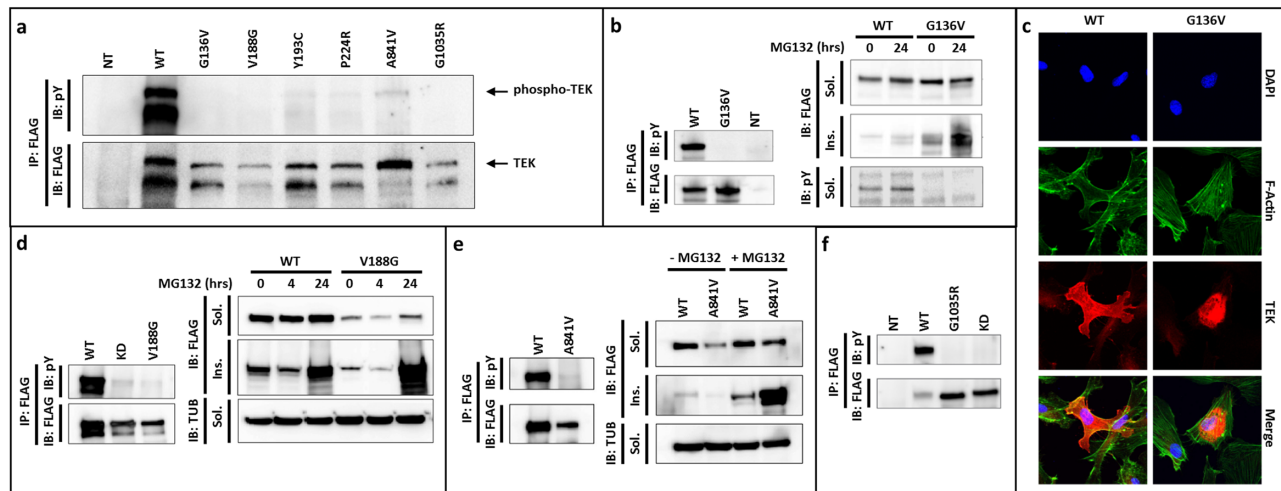 a
NT
WT
G136V
V188G
Y193C
P224R
A841V
G1035R
IP: FLAG
IB: pY
IB: FLAG
phospho-TEK
TEK
b
WT
G136V
NT
IP: FLAG
IB: pY
IB: FLAG
WT G136V
MG132 (hrs) 0 24 0 24
IB: FLAG
Sol.
Ins.
IB: pY
Sol.
c
WT G136V
DAPI
F-Actin
TEK
Merge
d
WT
KD
V188G
IP: FLAG
IB: pY
IB: FLAG
WT V188G
MG132 (hrs) 0 4 24 0 4 24
IB: FLAG
Sol.
Ins.
IB: TUB
Sol.
e
WT
A841V
IP: FLAG
IB: pY
IB: FLAG
- MG132 + MG132
WT
A841V
WT
A841V
IB: FLAG
Sol.
Ins.
IB: TUB
Sol.
f
NT
WT
G1035R
KD
IP: FLAG
IB: pY
IB: FLAG